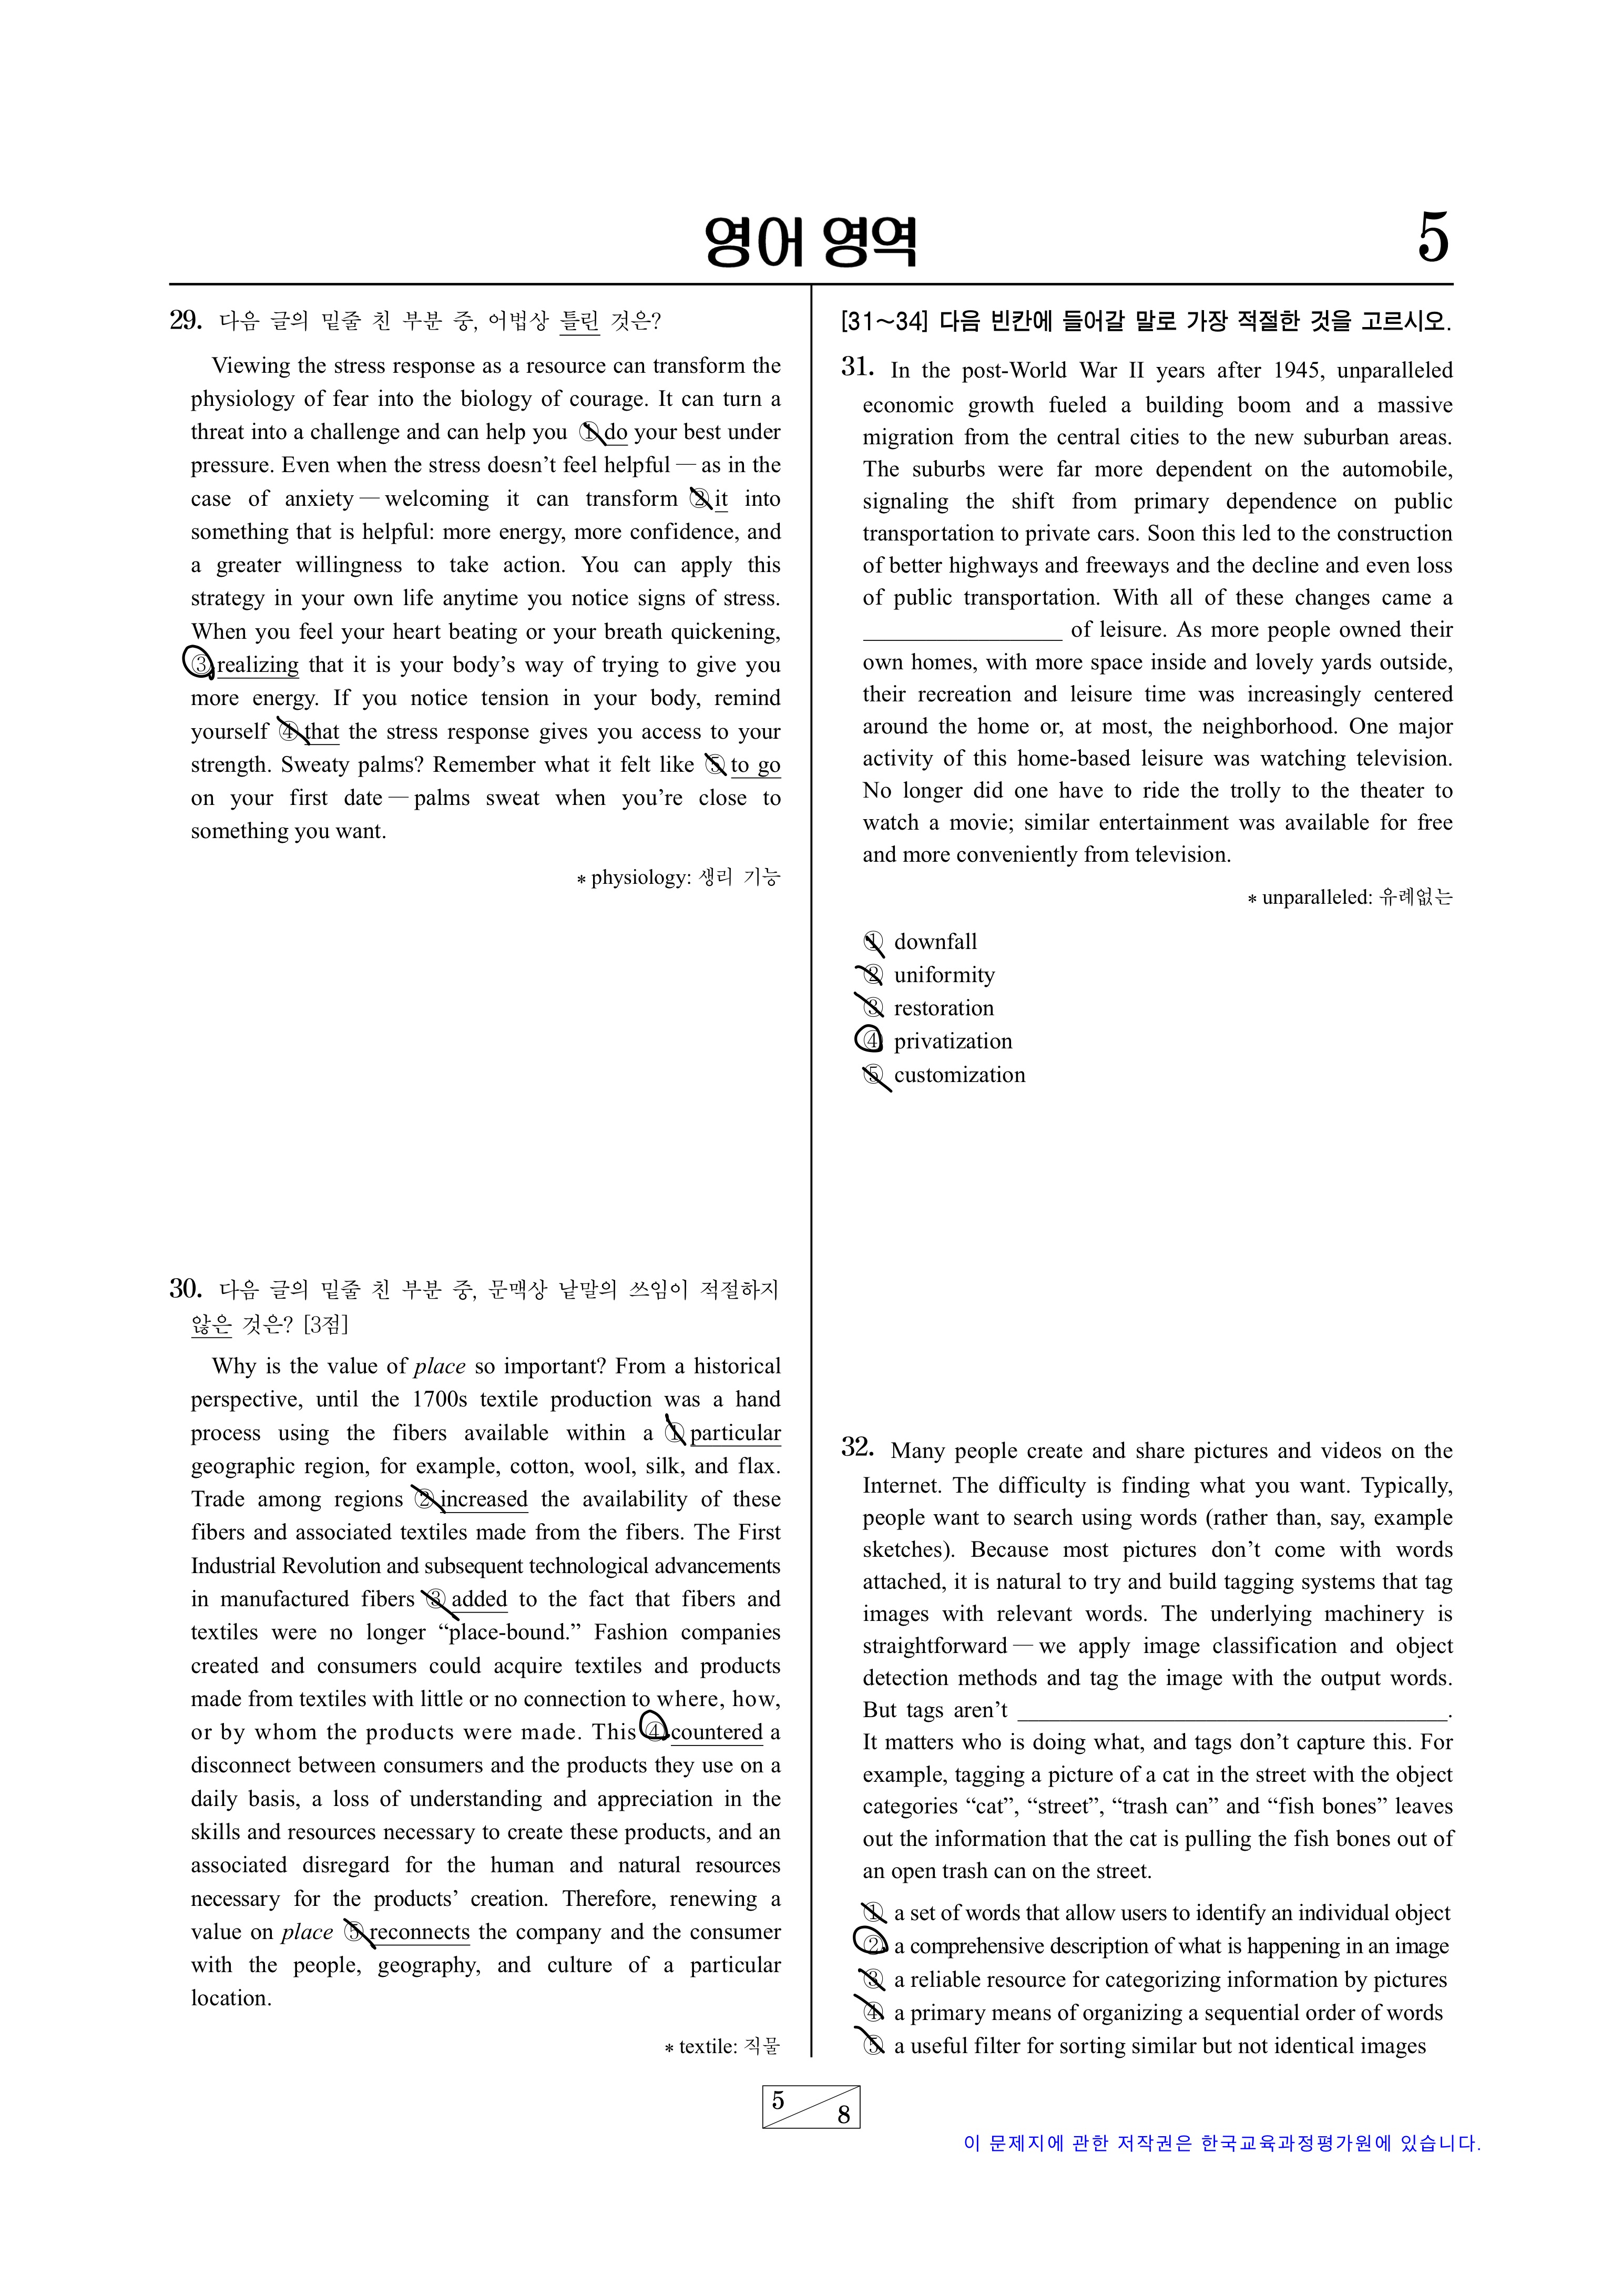 영어 영역
5
29. 다음 글의 밑줄 친 부분 중, 어법상 틀린 것은?
Viewing the stress response as a resource can transform the
physiology of fear into the biology of courage. It can turn a
threat into a challenge and can help you ① do your best under
pressure. Even when the stress doesn’t feel helpful — as in the
case of anxiety — welcoming it can transform ② it into
something that is helpful: more energy, more confidence, and
a greater willingness to take action. You can apply this
strategy in your own life anytime you notice signs of stress.
When you feel your heart beating or your breath quickening,
③ realizing that it is your body’s way of trying to give you
more energy. If you notice tension in your body, remind
yourself ④ that the stress response gives you access to your
strength. Sweaty palms? Remember what it felt like ⑤ to go
on your first date — palms sweat when you’re close to
something you want.
* physiology: 생리 기능
30. 다음 글의 밑줄 친 부분 중, 문맥상 낱말의 쓰임이 적절하지
않은 것은? [3점]
Why is the value of place so important? From a historical
perspective, until the 1700s textile production was a hand
process using the fibers available within a ① particular
geographic region, for example, cotton, wool, silk, and flax.
Trade among regions ② increased the availability of these
fibers and associated textiles made from the fibers. The First
Industrial Revolution and subsequent technological advancements
in manufactured fibers ③ added to the fact that fibers and
textiles were no longer “place-bound.” Fashion companies
created and consumers could acquire textiles and products
made from textiles with little or no connection to where, how,
or by whom the products were made. This ④ countered a
disconnect between consumers and the products they use on a
daily basis, a loss of understanding and appreciation in the
skills and resources necessary to create these products, and an
associated disregard for the human and natural resources
necessary for the products’ creation. Therefore, renewing a
value on place ⑤ reconnects the company and the consumer
with the people, geography, and culture of a particular
location.
* textile: 직물
[31～34] 다음 빈칸에 들어갈 말로 가장 적절한 것을 고르시오.
31. In the post-World War II years after 1945, unparalleled
economic growth fueled a building boom and a massive
migration from the central cities to the new suburban areas.
The suburbs were far more dependent on the automobile,
signaling the shift from primary dependence on public
transportation to private cars. Soon this led to the construction
of better highways and freeways and the decline and even loss
of public transportation. With all of these changes came a
__________________ of leisure. As more people owned their
own homes, with more space inside and lovely yards outside,
their recreation and leisure time was increasingly centered
around the home or, at most, the neighborhood. One major
activity of this home-based leisure was watching television.
No longer did one have to ride the trolly to the theater to
watch a movie; similar entertainment was available for free
and more conveniently from television.
* unparalleled: 유례없는
① downfall
② uniformity
③ restoration
④ privatization
⑤ customization
32. Many people create and share pictures and videos on the
Internet. The difficulty is finding what you want. Typically,
people want to search using words (rather than, say, example
sketches). Because most pictures don’t come with words
attached, it is natural to try and build tagging systems that tag
images with relevant words. The underlying machinery is
straightforward — we apply image classification and object
detection methods and tag the image with the output words.
But tags aren’t ______________________________________.
It matters who is doing what, and tags don’t capture this. For
example, tagging a picture of a cat in the street with the object
categories “cat”, “street”, “trash can” and “fish bones” leaves
out the information that the cat is pulling the fish bones out of
an open trash can on the street.
① a set of words that allow users to identify an individual object
② a comprehensive description of what is happening in an image
③ a reliable resource for categorizing information by pictures
④ a primary means of organizing a sequential order of words
⑤ a useful filter for sorting similar but not identical images
5
8
이 문제지에 관한 저작권은 한국교육과정평가원에 있습니다.